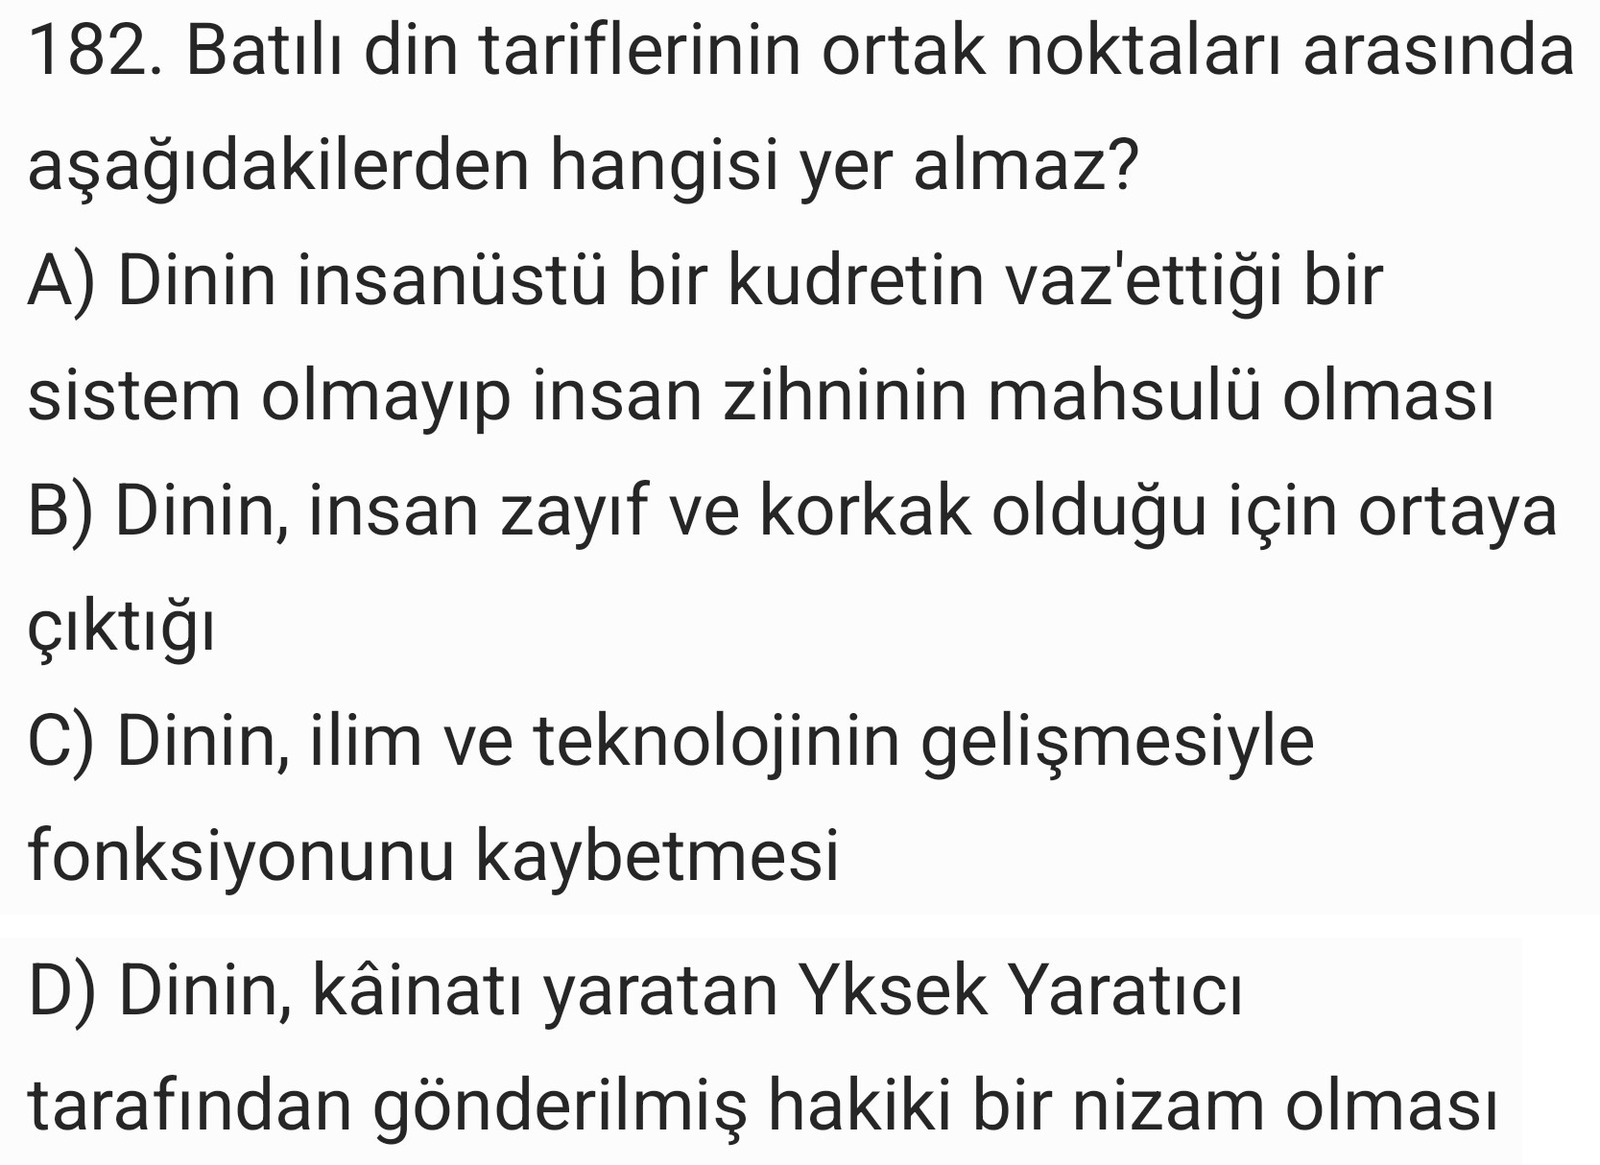 182. Batılı din tariflerinin ortak noktaları arasında
aşağıdakilerden hangisi yer almaz?
A) Dinin insanüstü bir kudretin vaz'ettiği bir
sistem olmayıp insan zihninin mahsulü olması
B) Dinin, insan zayıf ve korkak olduğu için ortaya
çıktığı
C) Dinin, ilim ve teknolojinin gelişmesiyle
fonksiyonunu kaybetmesi
D) Dinin, kâinatı yaratan Yksek Yaratıcı
tarafından gönderilmiş hakiki bir nizam olması